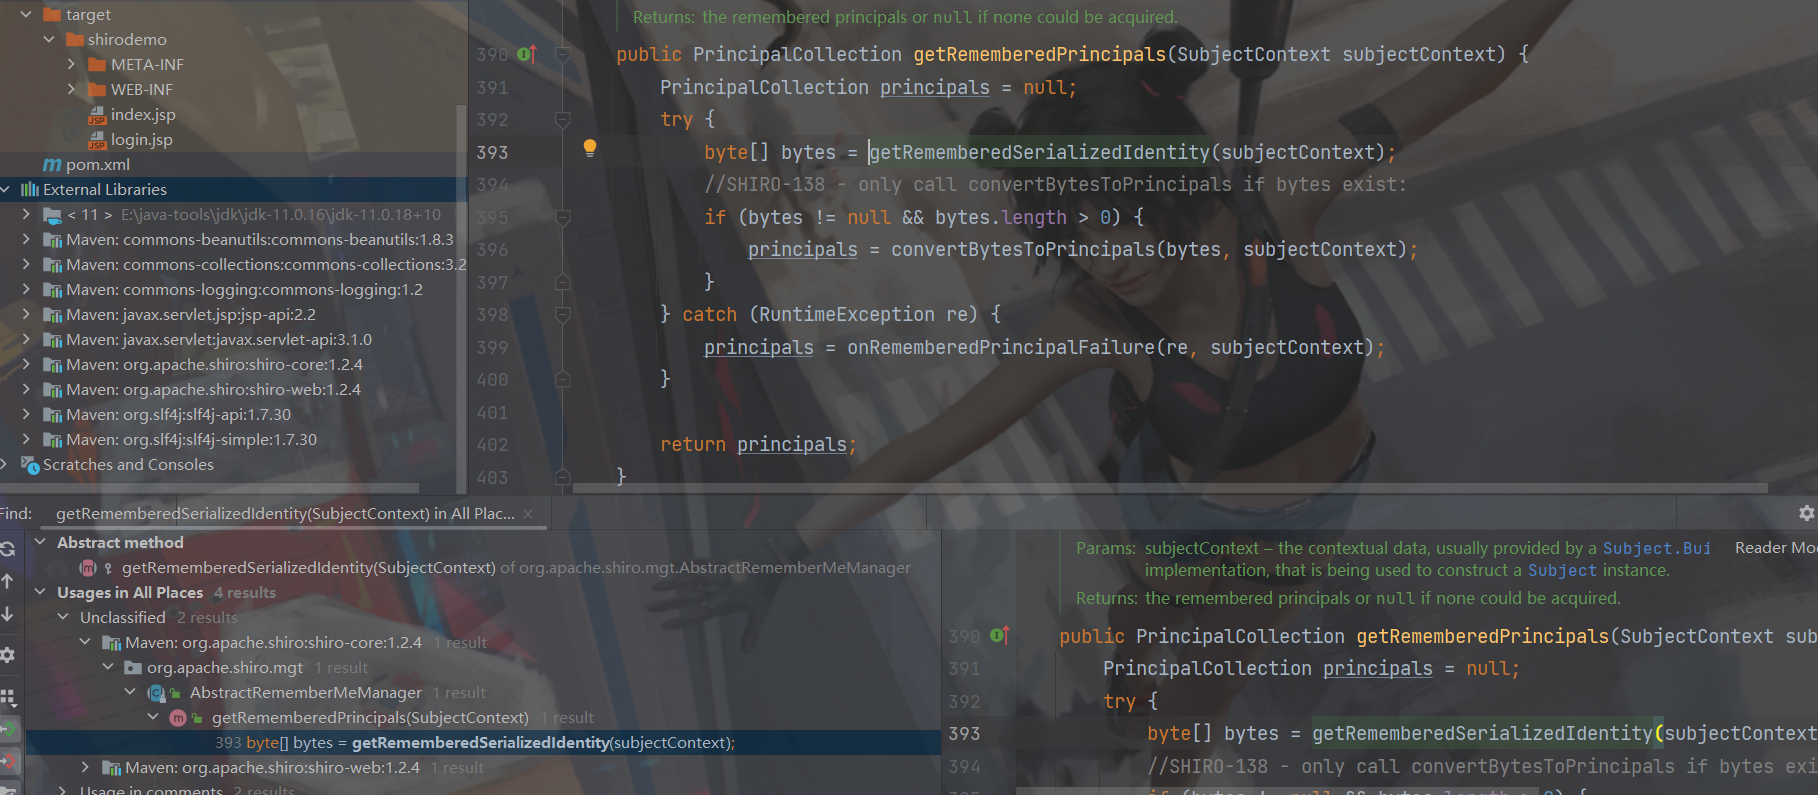 target
shirodemo
META-INF
WEB-INF
index.jsp
login.jsp
pom.xml
External Libraries
< 11 > E:\java-tools\jdk\jdk-11.0.16\jdk-11.0.18+10
Maven: commons-beanutils:commons-beanutils:1.8.3
Maven: commons-collections:commons-collections:3.2
Maven: commons-logging:commons-logging:1.2
Maven: javax.servlet.jsp:jsp-api:2.2
Maven: javax.servlet:javax.servlet-api:3.1.0
Maven: org.apache.shiro:shiro-core:1.2.4
Maven: org.apache.shiro:shiro-web:1.2.4
Maven: org.slf4j:slf4j-api:1.7.30
Maven: org.slf4j:slf4j-simple:1.7.30
Scratches and Consoles
Returns: the remembered principals or null if none could be acquired.
390 public PrincipalCollection getRememberedPrincipals(SubjectContext subjectContext) {
391 PrincipalCollection principals = null;
392 try {
393 byte[] bytes = getRememberedSerializedIdentity(subjectContext);
394 //SHIRO-138 - only call convertBytesToPrincipals if bytes exist:
395 if (bytes != null && bytes.length > 0) {
396 principals = convertBytesToPrincipals(bytes, subjectContext);
397 }
398 } catch (RuntimeException re) {
399 principals = onRememberedPrincipalFailure(re, subjectContext);
400 }
401
402 return principals;
403 }
Find: getRememberedSerializedIdentity(SubjectContext) in All Plac...
Abstract method
getRememberedSerializedIdentity(SubjectContext) of org.apache.shiro.mgt.AbstractRememberMeManager
Usages in All Places 4 results
Unclassified 2 results
Maven: org.apache.shiro:shiro-core:1.2.4 1 result
org.apache.shiro.mgt 1 result
AbstractRememberMeManager 1 result
getRememberedPrincipals(SubjectContext) 1 result
393 byte[] bytes = getRememberedSerializedIdentity(subjectContext);
Maven: org.apache.shiro:shiro-web:1.2.4 1 result
Usage in comments 2 results
Params: subjectContext – the contextual data, usually provided by a Subject.Bui
Reader Mo
implementation, that is being used to construct a Subject instance.
Returns: the remembered principals or null if none could be acquired.
390 public PrincipalCollection getRememberedPrincipals(SubjectContext sub
391 PrincipalCollection principals = null;
392 try {
393 byte[] bytes = getRememberedSerializedIdentity(subjectContext
394 //SHIRO-138 - only call convertBytesToPrincipals if bytes exis
395 if (bytes != null && bytes.length > 0) {